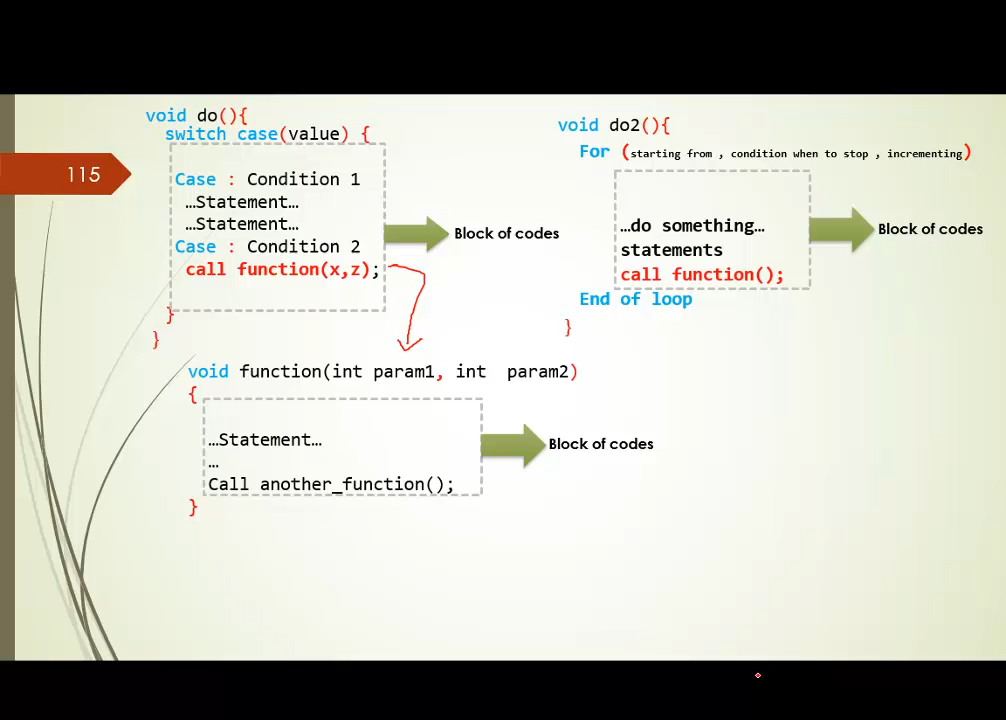 115
void do(){
switch case(value) {
Case : Condition 1
…Statement…
…Statement…
Case : Condition 2
call function(x,z);
}
}
Block of codes
void do2(){
For (starting from , condition when to stop , incrementing)
…do something…
statements
call function();
End of loop
}
Block of codes
void function(int param1, int param2)
{
…Statement…
…
Call another_function();
}
Block of codes